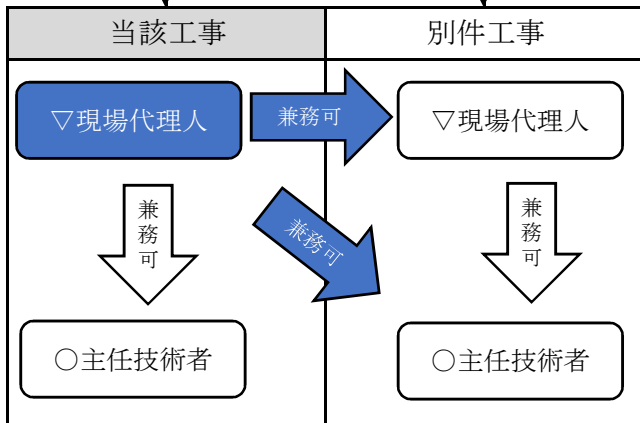 当該工事
別件工事
▽現場代理人
兼務可
▽現場代理人
兼務可
兼務可
兼務可
○主任技術者
○主任技術者